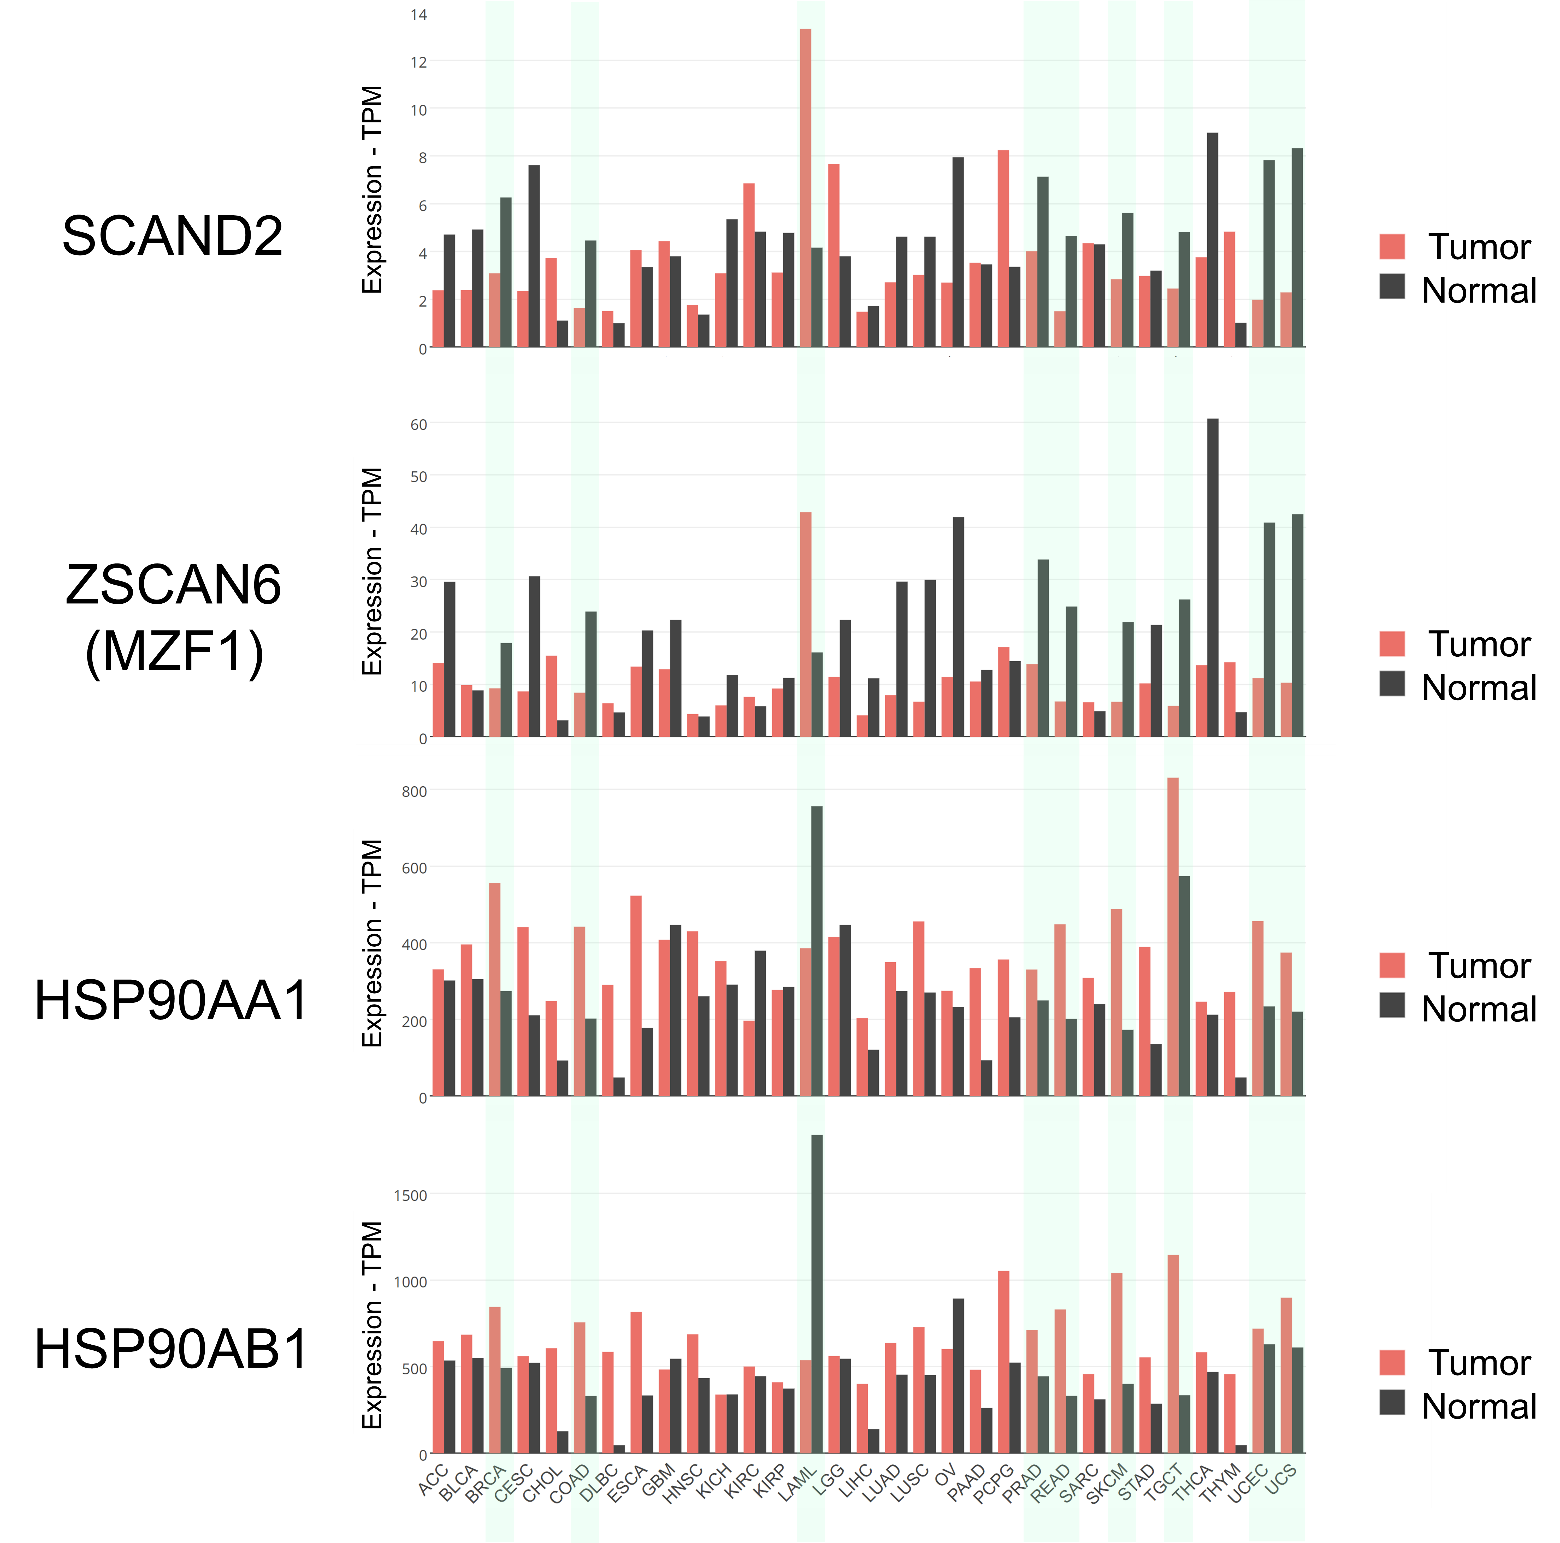 SCAND2
Expression - TPM
14
12
10
8
6
4
2
0
Tumor
Normal
ZSCAN6
(MZF1)
Expression - TPM
60
50
40
30
20
10
0
Tumor
Normal
HSP90AA1
Expression - TPM
800
600
400
200
0
Tumor
Normal
HSP90AB1
Expression - TPM
1500
1000
500
0
Tumor
Normal
ACC
BLCA
BRCA
CESC
CHOL
COAD
DLBC
ESCA
GBM
HNSC
KICH
KIRC
KIRP
LAML
LGG
LIHC
LUAD
LUSC
OV
PAAD
PCPG
PRAD
READ
SARC
SKCM
STAD
TGCT
THCA
THYM
UCEC
UCS